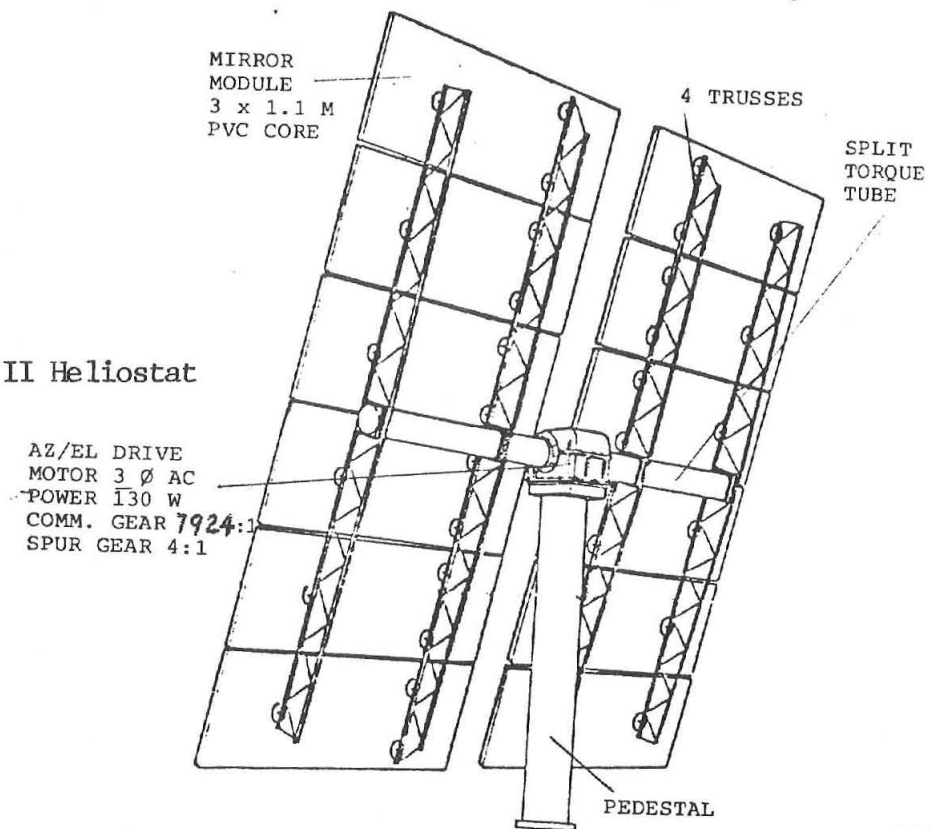 MIRROR
MODULE
3 x 1.1 M
PVC CORE
4 TRUSSES
SPLIT
TORQUE
TUBE
II Heliostat
AZ/EL DRIVE
MOTOR 3 Ø AC
POWER 130 W
COMM. GEAR 7924:1
SPUR GEAR 4:1
PEDESTAL